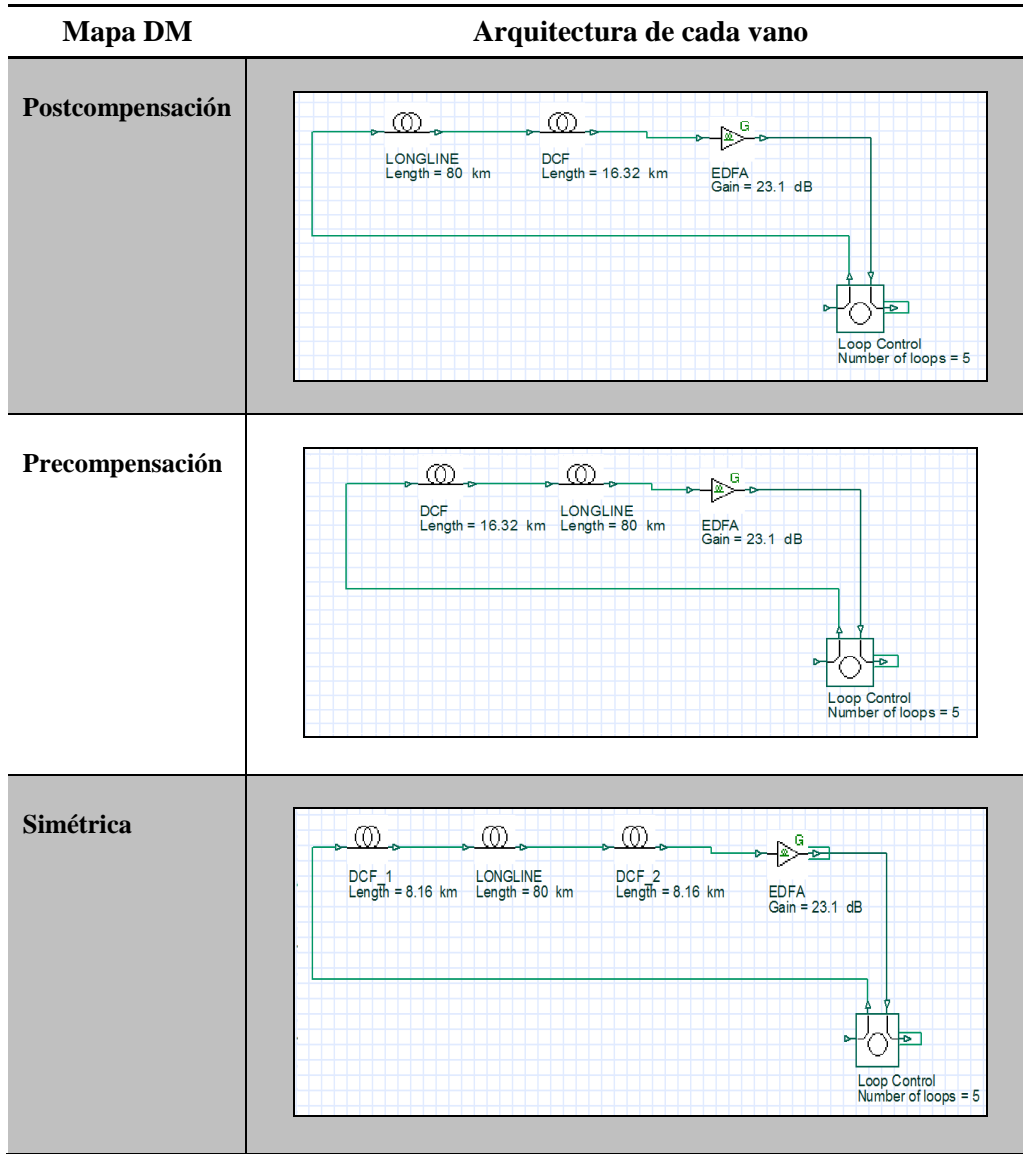 Mapa DM
Arquitectura de cada vano
Postcompensación
G
LONGLINE
Length = 80 km
DCF
Length = 16.32 km
EDFA
Gain = 23.1 dB
Loop Control
Number of loops = 5
Precompensación
G
DCF
Length = 16.32 km
LONGLINE
Length = 80 km
EDFA
Gain = 23.1 dB
Loop Control
Number of loops = 5
Simétrica
G
DCF_1
Length = 8.16 km
LONGLINE
Length = 80 km
DCF_2
Length = 8.16 km
EDFA
Gain = 23.1 dB
Loop Control
Number of loops = 5